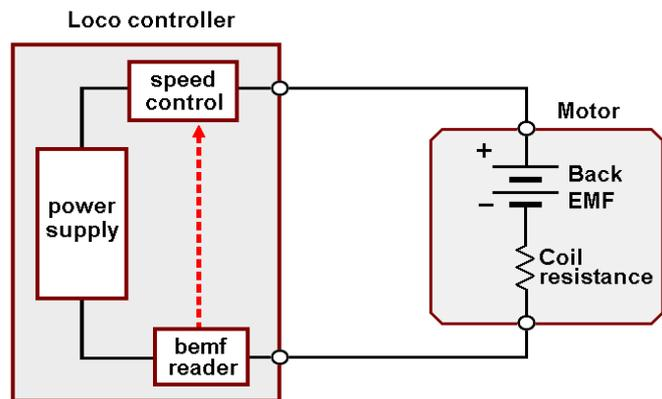 Loco controller
speed
control
power
supply
bemf
reader
Motor
+
Back
− EMF
Coil
resistance